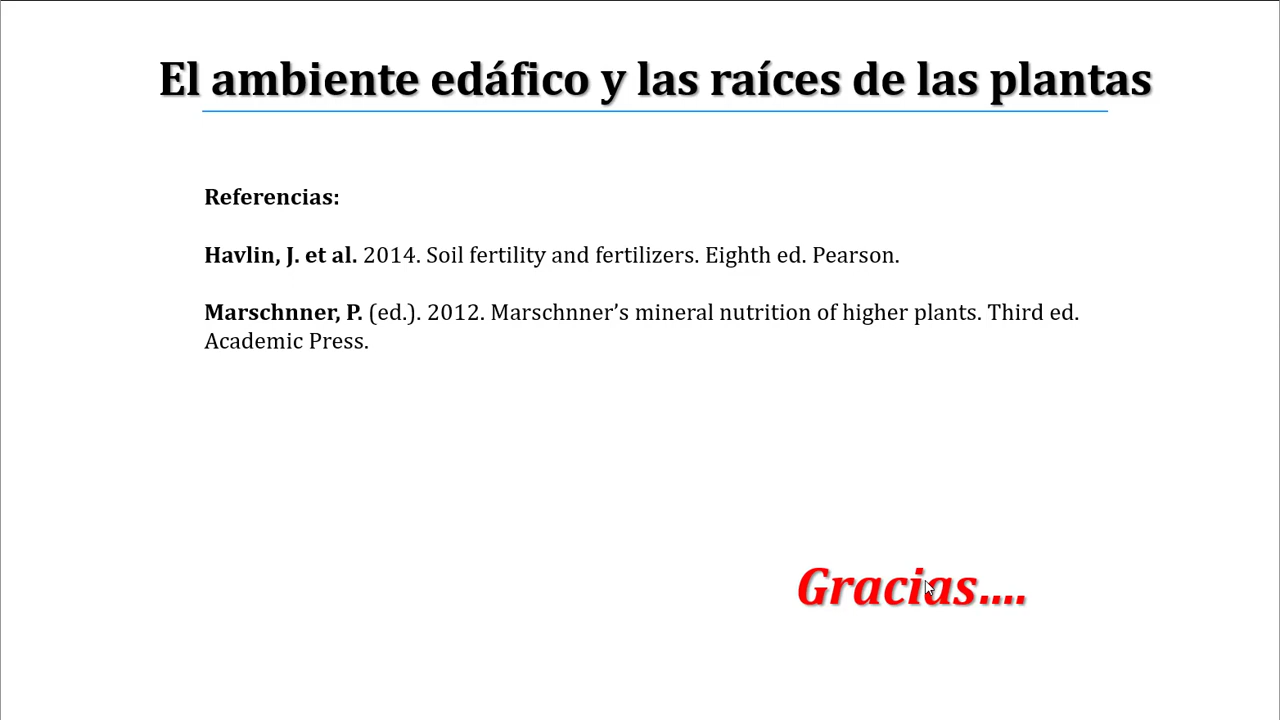 El ambiente edáfico y las raíces de las plantas
Referencias:
Havlin, J. et al. 2014. Soil fertility and fertilizers. Eighth ed. Pearson.
Marschnner, P. (ed.). 2012. Marschnner’s mineral nutrition of higher plants. Third ed.
Academic Press.
Gracias....